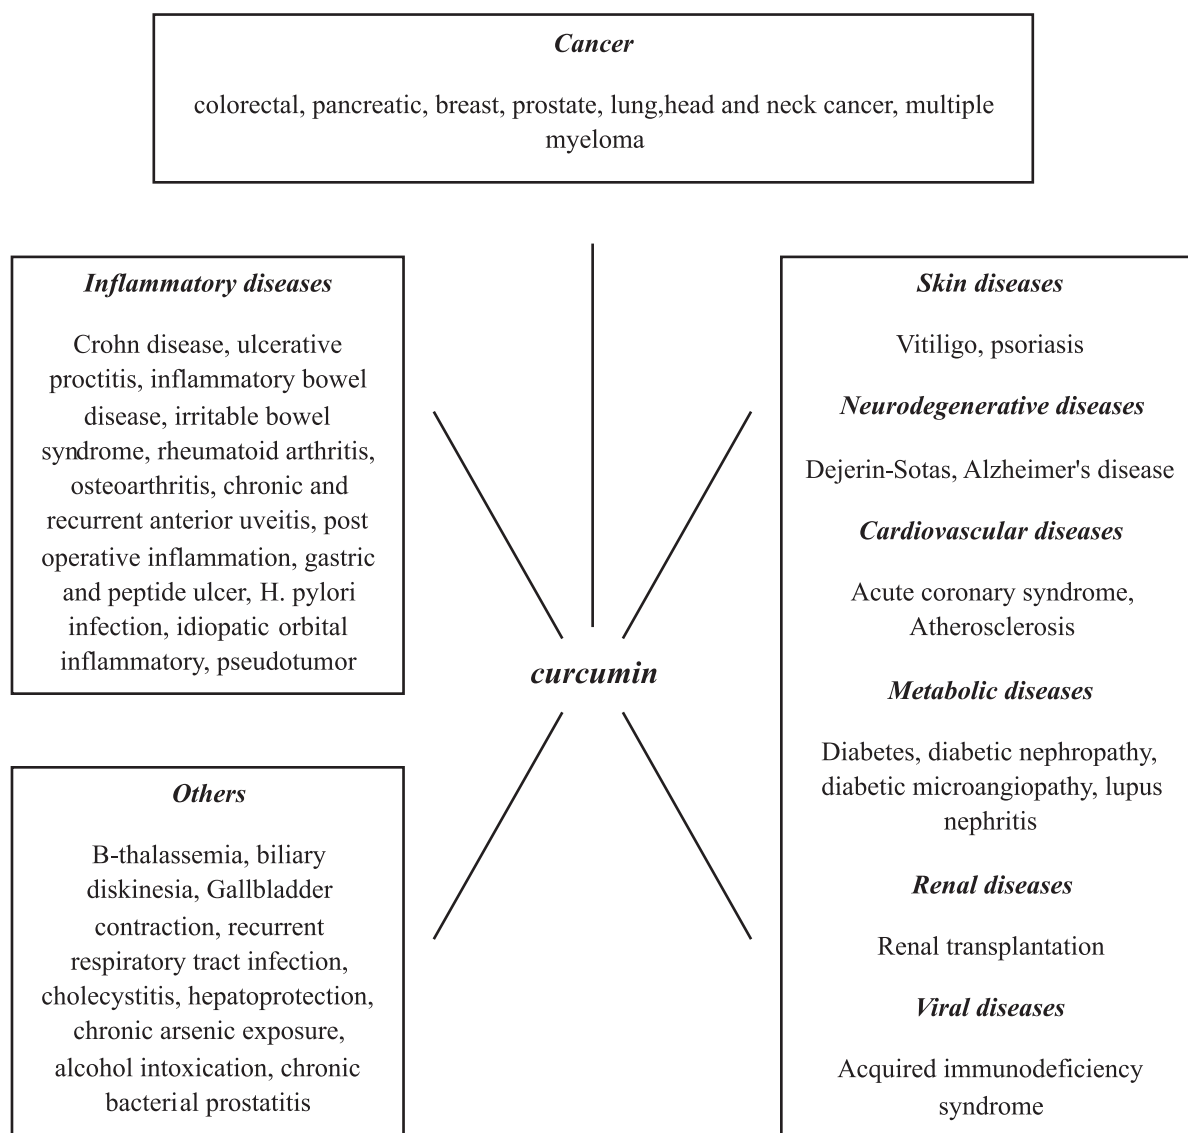 Cancer
colorectal, pancreatic, breast, prostate, lung,head and neck cancer, multiple
myeloma
Inflammatory diseases
Crohn disease, ulcerative
proctitis, inflammatory bowel
disease, irritable bowel
syndrome, rheumatoid arthritis,
osteoarthritis, chronic and
recurrent anterior uveitis, post
operative inflammation, gastric
and peptide ulcer, H. pylori
infection, idiopatic orbital
inflammatory, pseudotumor
Skin diseases
Vitiligo, psoriasis
Neurodegenerative diseases
Dejerin-Sotas, Alzheimer's disease
Cardiovascular diseases
Acute coronary syndrome,
Atherosclerosis
Metabolic diseases
Diabetes, diabetic nephropathy,
diabetic microangiopathy, lupus
nephritis
Renal diseases
Renal transplantation
Viral diseases
Acquired immunodeficiency
syndrome
curcumin
Others
B-thalassemia, biliary
diskinesia, Gallbladder
contraction, recurrent
respiratory tract infection,
cholecystitis, hepatoprotection,
chronic arsenic exposure,
alcohol intoxication, chronic
bacterial prostatitis